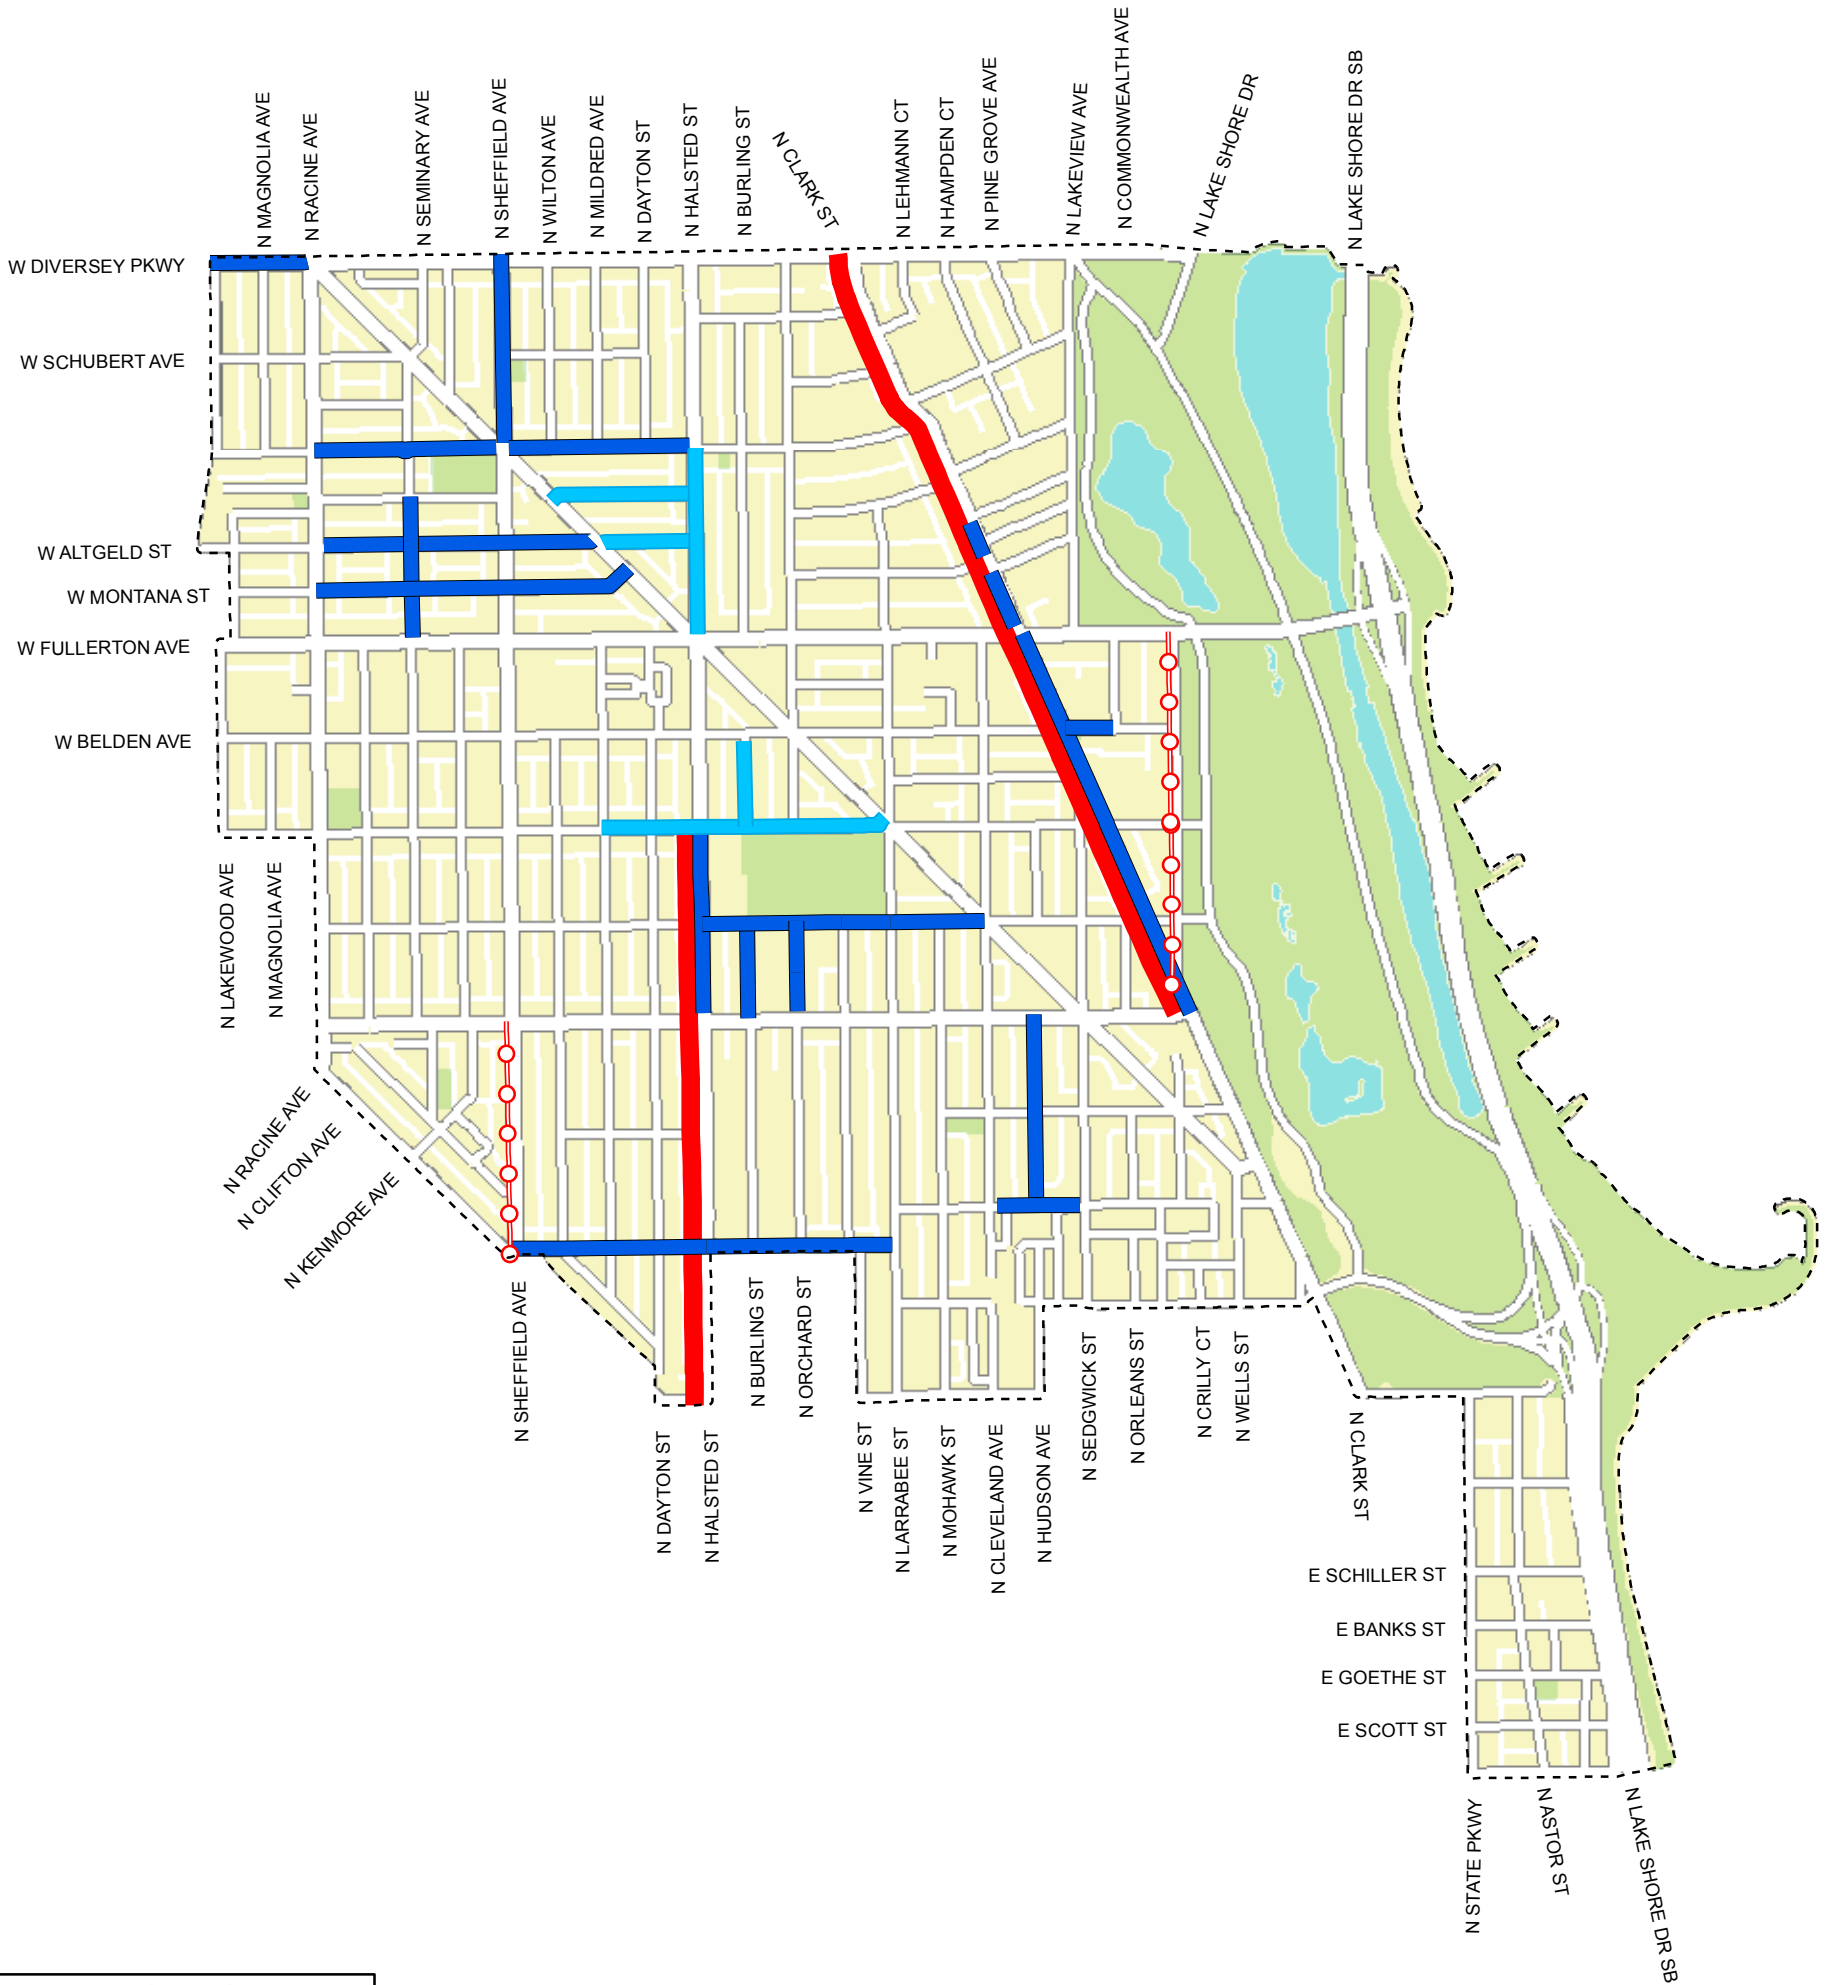 N MAGNOLIA AVE
N RACINE AVE
N SEMINARY AVE
N SHEFFIELD AVE
N WILTON AVE
N MILDRED AVE
N DAYTON ST
N HALSTED ST
N BURLING ST
N CLARK ST
N LEHMANN CT
N HAMPDEN CT
N PINE GROVE AVE
N LAKEVIEW AVE
N COMMONWEALTH AVE
N LAKE SHORE DR
N LAKE SHORE DR SB
W DIVERSEY PKWY
W SCHUBERT AVE
W ALTGELD ST
W MONTANA ST
W FULLERTON AVE
W BELDEN AVE
N LAKEWOOD AVE
N MAGNOLIA AVE
N RACINE AVE
N CLIFTON AVE
N KENMORE AVE
N SHEFFIELD AVE
N DAYTON ST
N HALSTED ST
N BURLING ST
N ORCHARD ST
N VINE ST
N LARRABEE ST
N MOHAWK ST
N CLEVELAND AVE
N HUDSON AVE
N SEDGWICK ST
N ORLEANS ST
N CRILLY CT
N WELLS ST
N CLARK ST
E SCHILLER ST
E BANKS ST
E GOETHE ST
E SCOTT ST
N STATE PKWY
N ASTOR ST
N LAKE SHORE DR SB